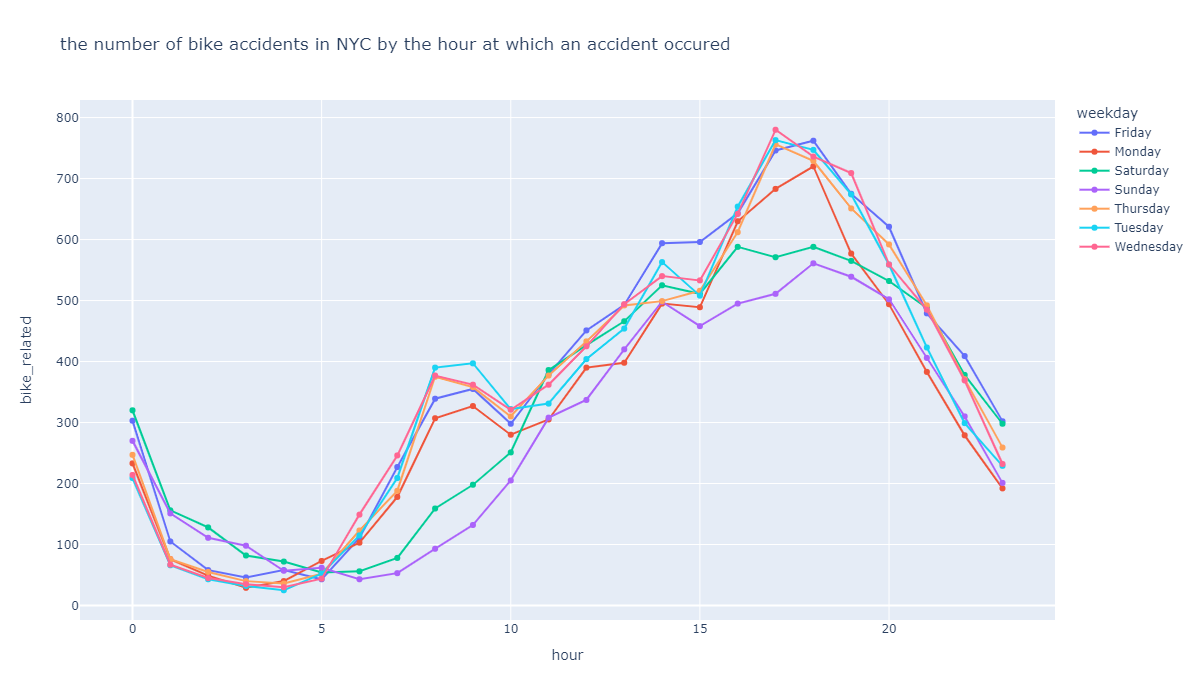 the number of bike accidents in NYC by the hour at which an accident occured
800
700
600
500
400
300
200
100
0
bike_related
0 5 10 15 20
hour
weekday
Friday
Monday
Saturday
Sunday
Thursday
Tuesday
Wednesday